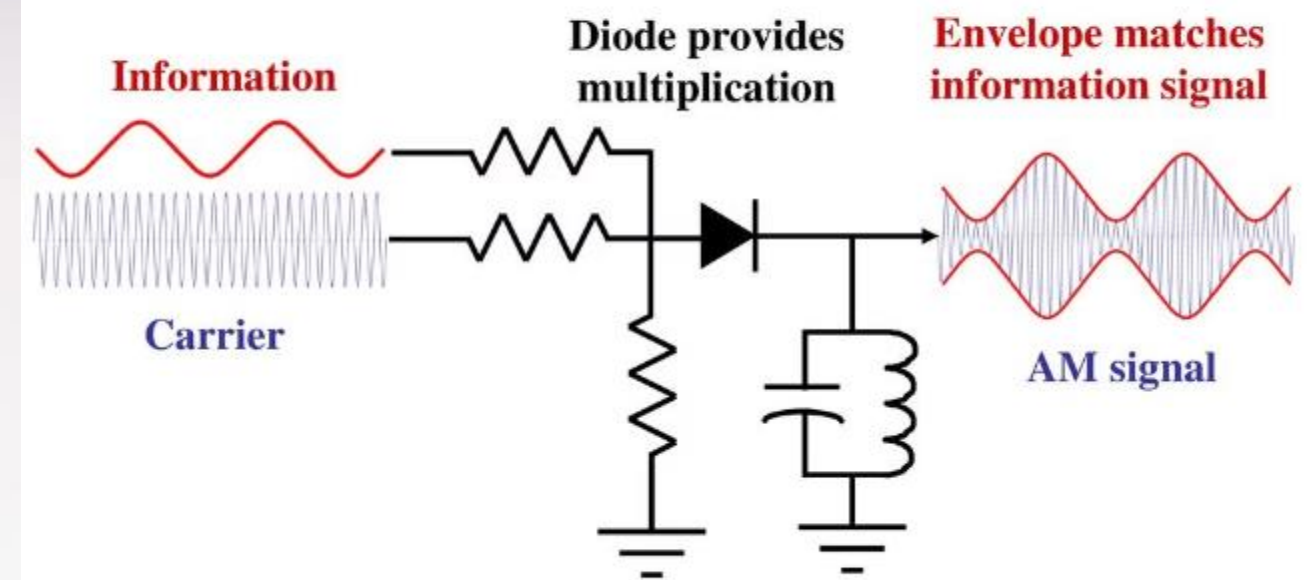 Information
Diode provides
multiplication
Envelope matches
information signal
Carrier
AM signal